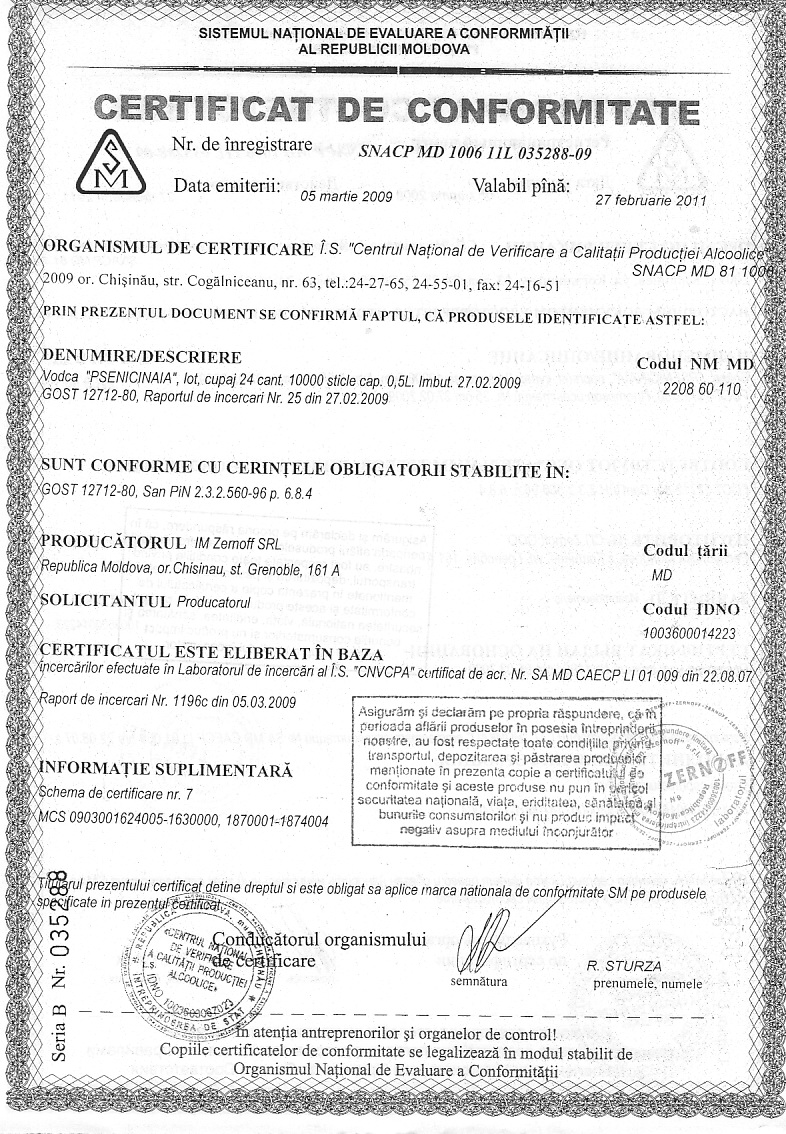 SISTEMUL NAȚIONAL DE EVALUARE A CONFORMITĂȚII
AL REPUBLICII MOLDOVA
CERTIFICAT DE CONFORMITATE
SM
Nr. de înregistrare SNACP MD 1006 11L 035288-09
Data emiterii: 05 martie 2009 Valabil pînă: 27 februarie 2011
ORGANISMUL DE CERTIFICARE Î.S. "Centrul Național de Verificare a Calitații Producției Alcoolice"
SNACP MD 81 1006
2009 or. Chișinău, str. Cogâlniceanu, nr. 63, tel.:24-27-65, 24-55-01, fax: 24-16-51
PRIN PREZENTUL DOCUMENT SE CONFIRMĂ FAPTUL, CĂ PRODUSELE IDENTIFICATE ASTFEL:
DENUMIRE/DESCRIERE Codul NM MD
Vodca "PSENICINAIA", lot, cupaj 24 cant. 10000 sticle cap. 0,5L. Imbut. 27.02.2009
2208 60 110
GOST 12712-80, Raportul de incercari Nr. 25 din 27.02.2009
SUNT CONFORME CU CERINȚELE OBLIGATORII STABILITE ÎN:
GOST 12712-80, San PiN 2.3.2.560-96 p. 6.8.4
PRODUCĂTORUL IM Zernoff SRL Codul țării
Republica Moldova, or.Chisinau, st. Grenoble, 161 A MD
SOLICITANTUL Producatorul Codul IDNO
1003600014223
CERTIFICATUL ESTE ELIBERAT ÎN BAZA
încercărilor efectuate în Laboratorul de încercări al Î.S. "CNVCPA" certificat de acr. Nr. SA MD CAECP LI 01 009 din 22.08.07
Raport de incercari Nr. 1196c din 05.03.2009
Asigurăm și declarăm pe propria răspundere, că în
perioada aflării produselor în posesia întreprinderii
noastre, au fost respectate toate condițiile privind
transportul, depozitarea și păstrarea produselor
menționate în prezenta copie a certificatului de
conformitate și aceste produse nu pun în pericol
securitatea națională, viața, eriditatea, sănătatea și
bunurile consumatorilor și nu produc impact
negativ asupra mediului înconjurător
ZERNOFF
laboratorul
INFORMAȚIE SUPLIMENTARĂ
Schema de certificare nr. 7
MCS 0903001624005-1630000, 1870001-1874004
Titularul prezentului certificat detine dreptul si este obligat sa aplice marca nationala de conformitate SM pe produsele
specificate in prezentul certificat
Conducătorul organismului
de certificare
«CENTRUL NAȚIONAL
DE VERIFICARE
A CALITĂȚII PRODUCȚIEI
ALCOOLICE»
ÎNTREPRINDEREA DE STAT
semnătura
R. STURZA
prenumele, numele
Seria B Nr. 035288
În atenția antreprenorilor și organelor de control!
Copiile certificatelor de conformitate se legalizează în modul stabilit de
Organismul Național de Evaluare a Conformității